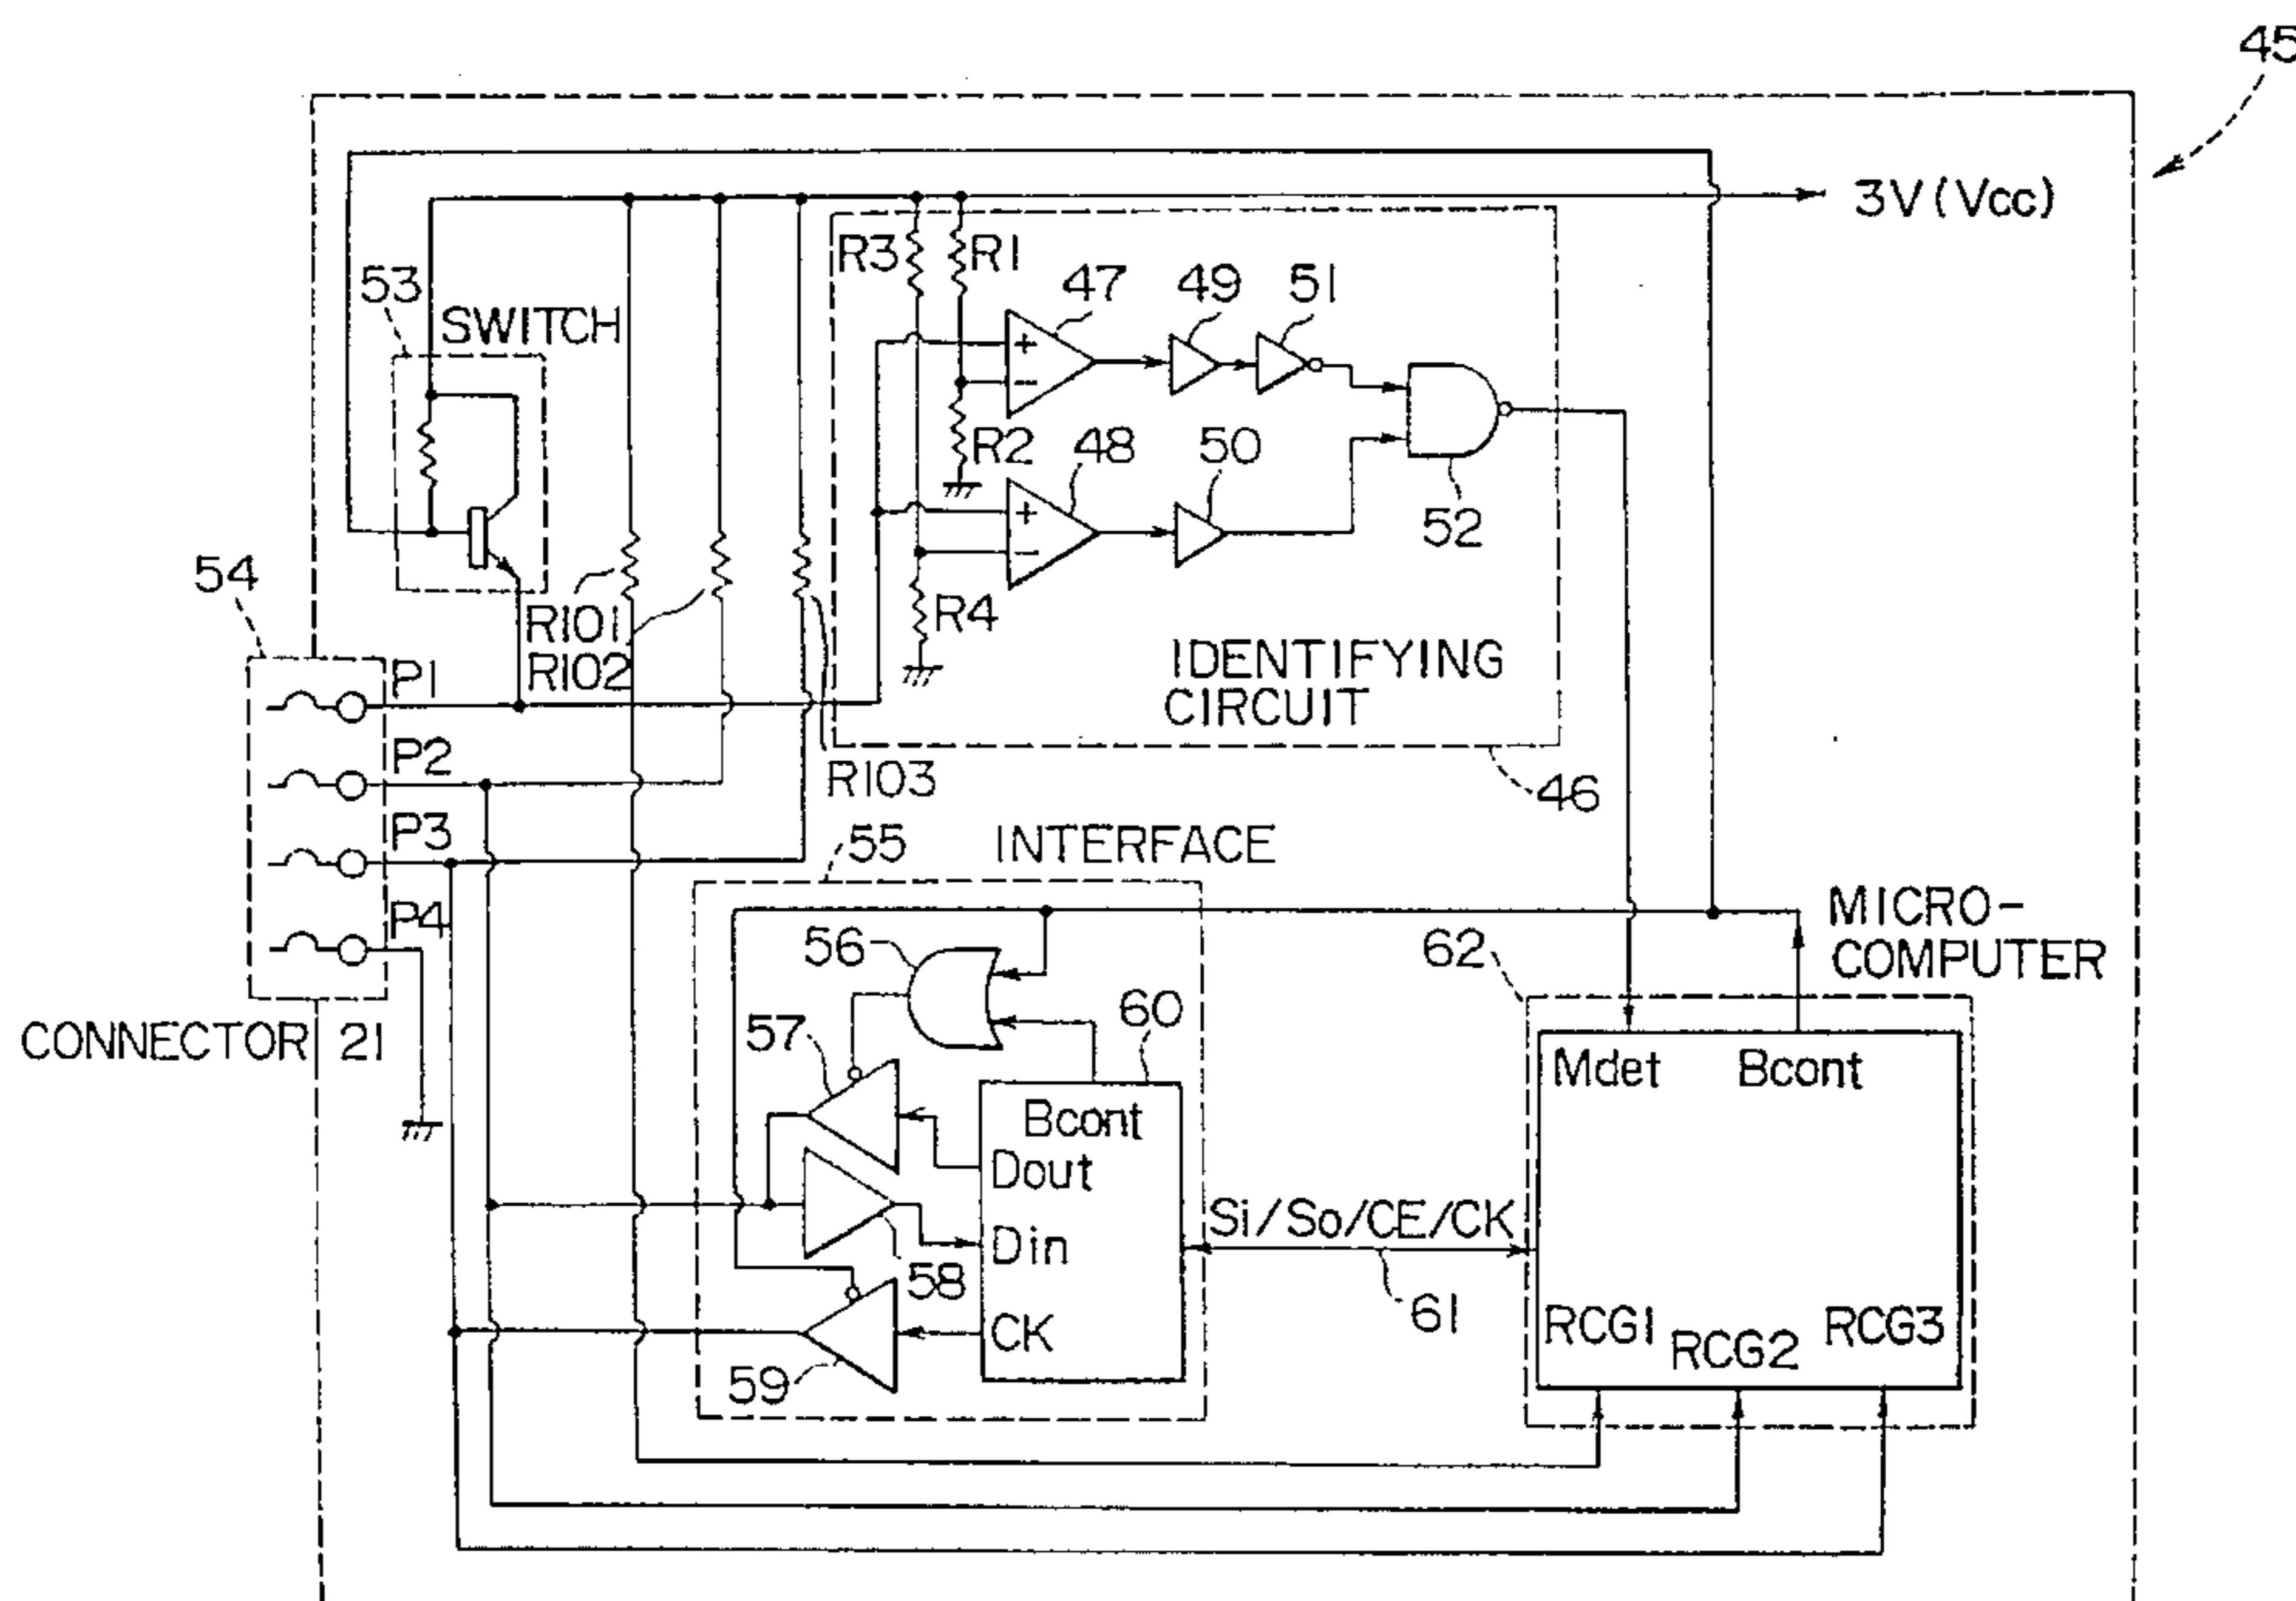 45
3V(Vcc)
R3
R1
47
49
51
53
SWITCH
R2
48
50
52
54
R101
R102
R4
IDENTIFYING
CIRCUIT
P1
P2
R103
46
P3
55
INTERFACE
P4
56
62
MICRO-
COMPUTER
60
CONNECTOR 21
57
Mdet
Bcont
Bcont
Dout
Si/So/CE/CK
Din
58
61
CK
RCG1
RCG2
RCG3
59